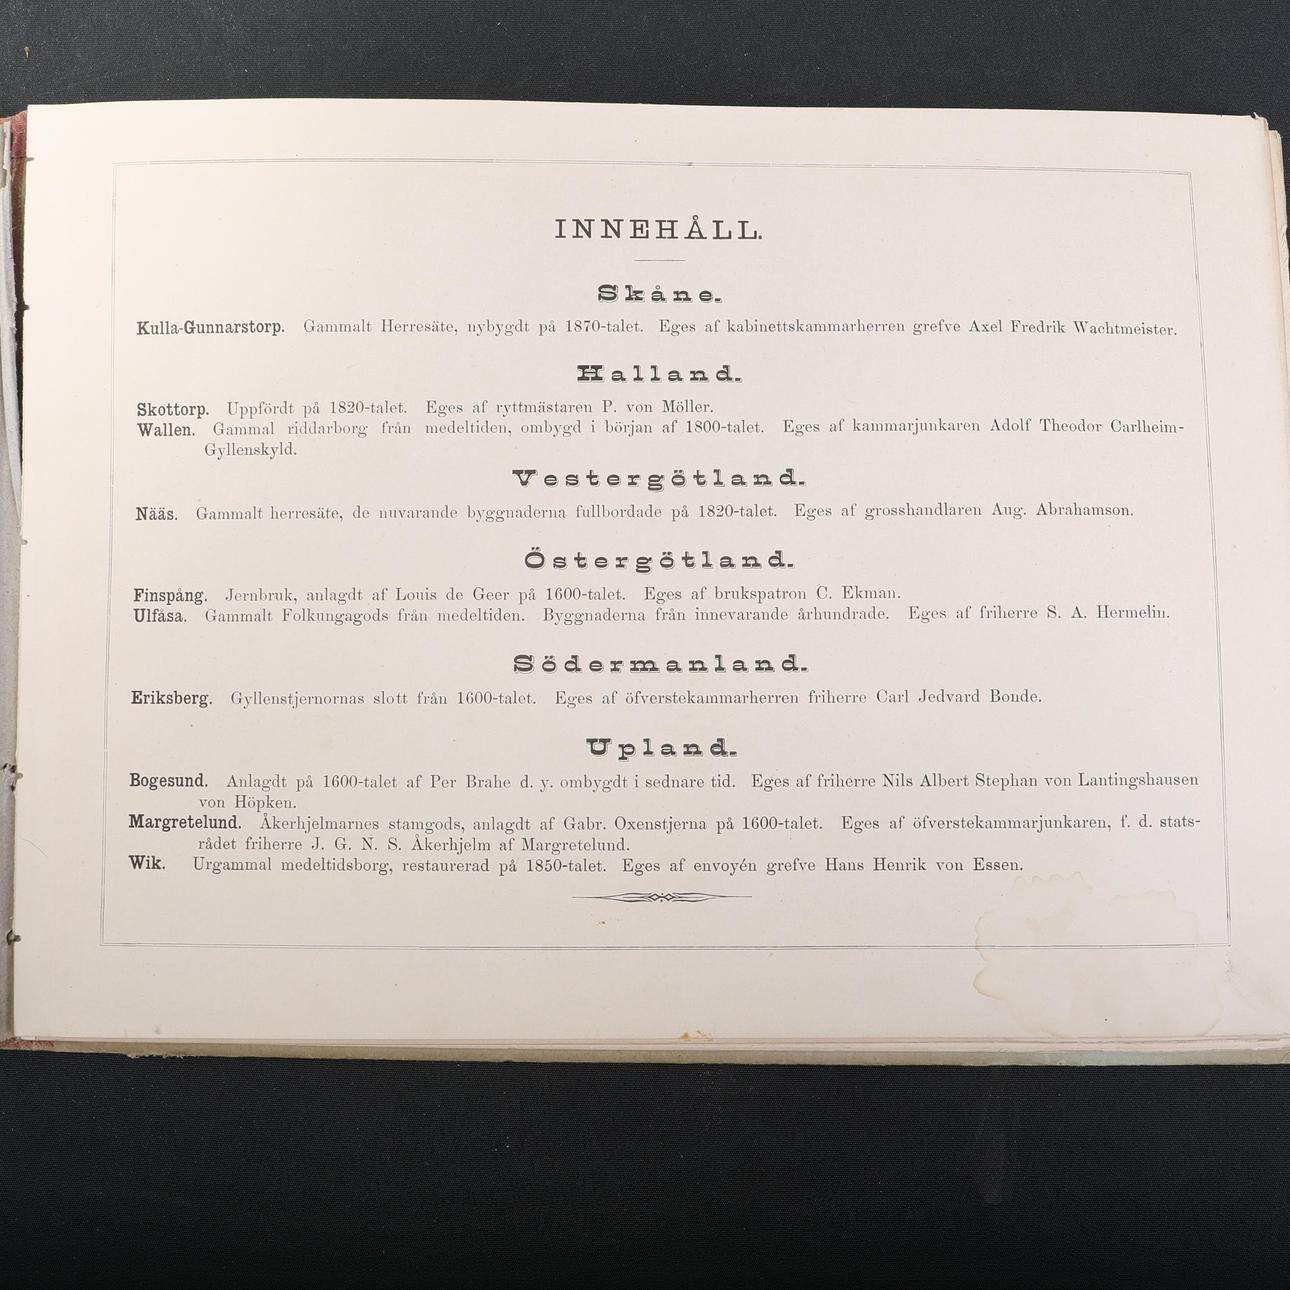 INNEHÅLL.
Skåne.
Kulla-Gunnarstorp. Gammalt Herresäte, nybygdt på 1870-talet. Eges af kabinettskammarherren grefve Axel Fredrik Wachtmeister.
Halland.
Skottorp. Uppfördt på 1820-talet. Eges af ryttmästaren P. von Möller.
Wallen. Gammal riddarborg från medeltiden, ombygd i början af 1800-talet. Eges af kammarjunkaren Adolf Theodor Carlheim-
Gyllenskyld.
Vestergötland.
Nääs. Gammalt herresäte, de nuvarande byggnaderna fullbordade på 1820-talet. Eges af grosshandlaren Aug. Abrahamson.
Östergötland.
Finspång. Jernbruk, anlagdt af Louis de Geer på 1600-talet. Eges af brukspatron C. Ekman.
Ulfåsa. Gammalt Folkungagods från medeltiden. Byggnaderna från innevarande århundrade. Eges af friherre S. A. Hermelin.
Södermanland.
Eriksberg. Gyllenstjernornas slott från 1600-talet. Eges af öfverstekammarherren friherre Carl Jedvard Bonde.
Upland.
Bogesund. Anlagdt på 1600-talet af Per Brahe d. y. ombygdt i sednare tid. Eges af friherre Nils Albert Stephan von Lantingshausen
von Höpken.
Margretelund. Åkerhjelmarnes stamgods, anlagdt af Gabr. Oxenstjerna på 1600-talet. Eges af öfverstekammarjunkaren, f. d. stats-
rådet friherre J. G. N. S. Åkerhjelm af Margretelund.
Wik. Urgammal medeltidsborg, restaurerad på 1850-talet. Eges af envoyén grefve Hans Henrik von Essen.